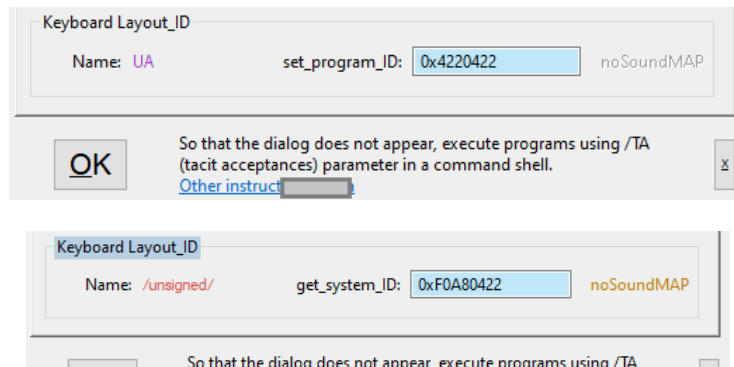 Keyboard Layout_ID
Name: UA set_program_ID: 0x4220422 noSoundMAP
OK
So that the dialog does not appear, execute programs using /TA
(tacit acceptances) parameter in a command shell.
x
Other instruct
Keyboard Layout_ID
Name: /unsigned/ get_system_ID: 0xF0A80422 noSoundMAP
So that the dialog does not appear, execute programs using /TA